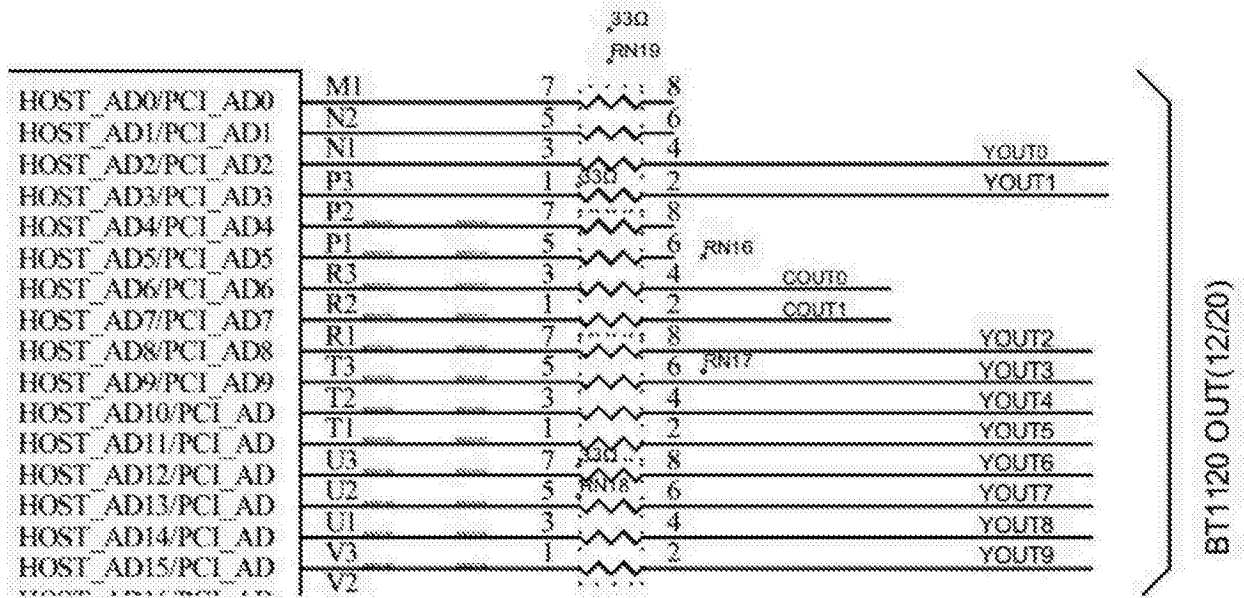 33Ω
RN19
HOST_AD0/PCI_AD0 M1 7 8
HOST_AD1/PCI_AD1 N2 5 6
HOST_AD2/PCI_AD2 N1 3 4 YOUT0
HOST_AD3/PCI_AD3 P3 1 33Ω 2 YOUT1
HOST_AD4/PCI_AD4 P2 7 8
HOST_AD5/PCI_AD5 P1 5 6 RN16
HOST_AD6/PCI_AD6 R3 3 4 COUT0
HOST_AD7/PCI_AD7 R2 1 2 COUT1
HOST_AD8/PCI_AD8 R1 7 8 YOUT2
HOST_AD9/PCI_AD9 T3 5 6 RN17 YOUT3
HOST_AD10/PCI_AD T2 3 4 YOUT4
HOST_AD11/PCI_AD T1 1 2 YOUT5
HOST_AD12/PCI_AD U3 7 33Ω 8 YOUT6
HOST_AD13/PCI_AD U2 5 RN18 6 YOUT7
HOST_AD14/PCI_AD U1 3 4 YOUT8
HOST_AD15/PCI_AD V3 1 2 YOUT9
V2
BT1120 OUT(12/20)